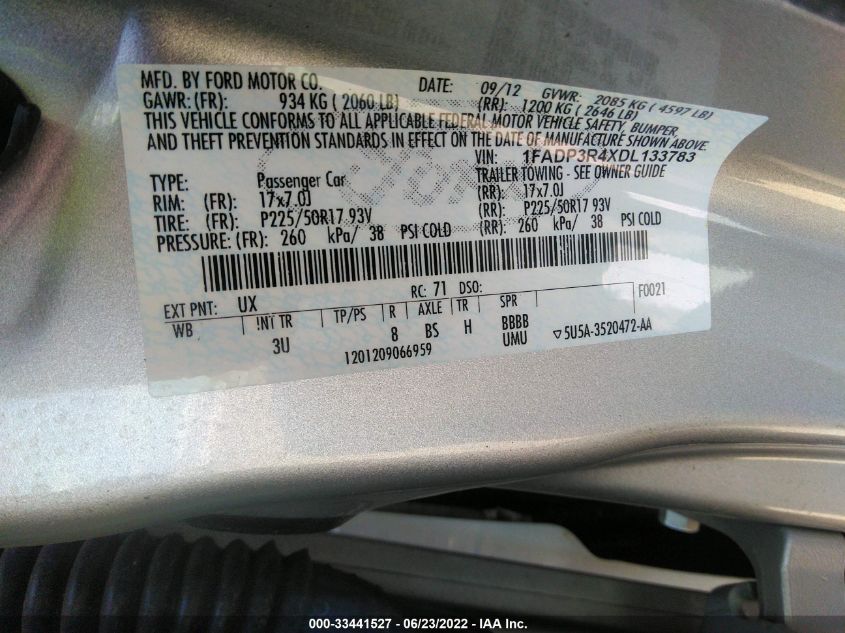 MFD. BY FORD MOTOR CO. DATE: 09/12 GVWR: 2085 KG ( 4597 LB)
GAWR: (FR): 934 KG ( 2060 LB) (RR): 1200 KG ( 2646 LB)
THIS VEHICLE CONFORMS TO ALL APPLICABLE FEDERAL MOTOR VEHICLE SAFETY, BUMPER,
AND THEFT PREVENTION STANDARDS IN EFFECT ON THE DATE OF MANUFACTURE SHOWN ABOVE.
VIN: 1FADP3R4XDL133783
TYPE: Passenger Car TRAILER TOWING - SEE OWNER GUIDE
RIM: (FR): 17x7.0J (RR): 17x7.0J
TIRE: (FR): P225/50R17 93V (RR): P225/50R17 93V
PRESSURE: (FR): 260 kPa/ 38 PSI COLD (RR): 260 kPa/ 38 PSI COLD
EXT PNT: UX RC: 71 DSO: F0021
WB INT TR TP/PS R AXLE TR SPR
3U 8 BS H BBBB
UMU ▽5U5A-3520472-AA
1201209066959
000-33441527 - 06/23/2022 - IAA Inc.